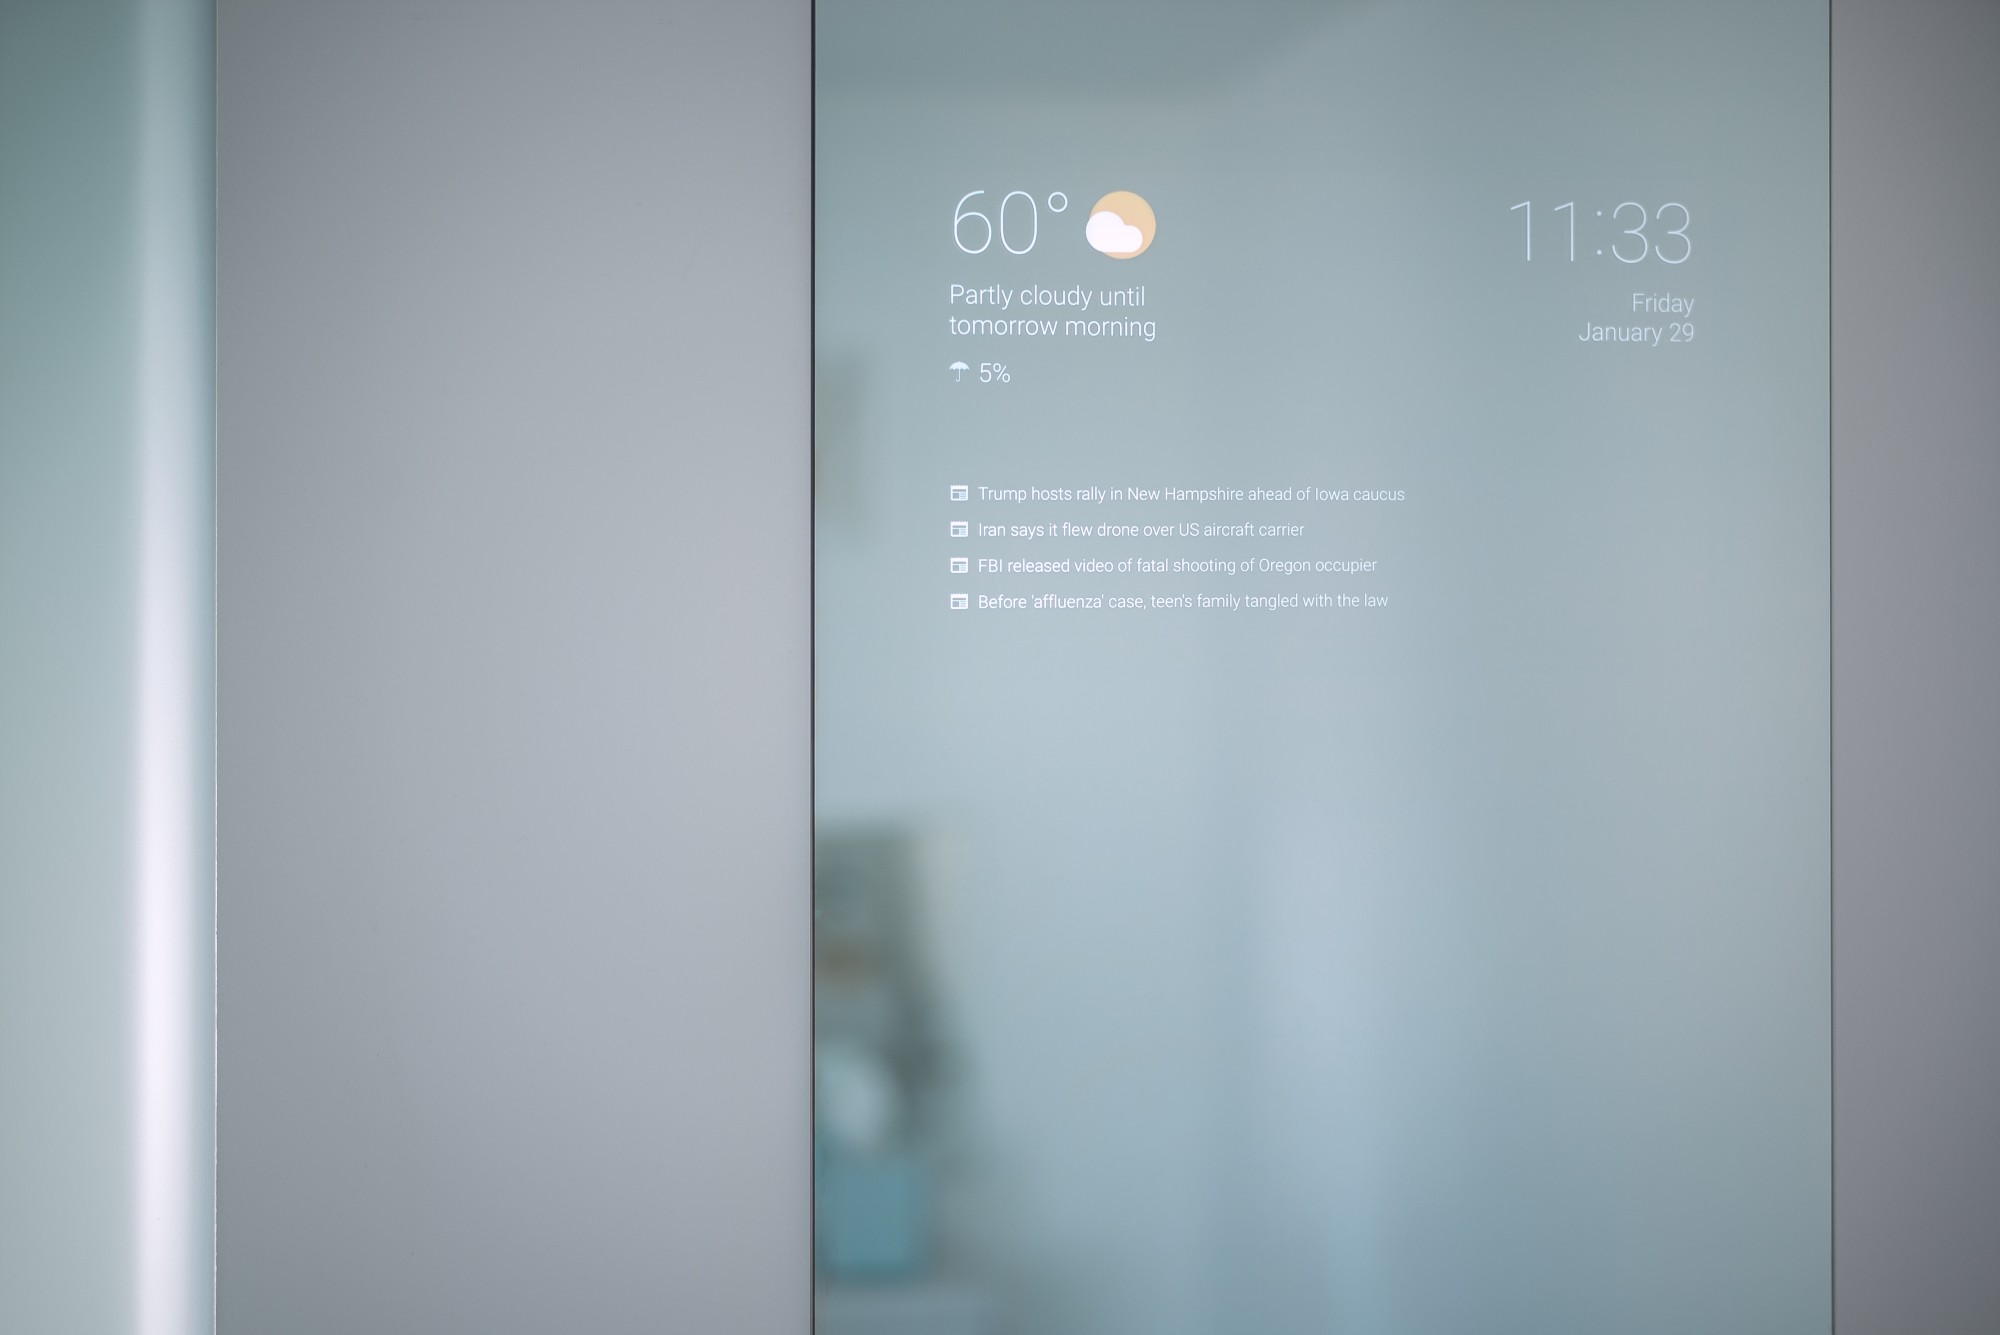 60°
Partly cloudy until
tomorrow morning
5%
11:33
Friday
January 29
Trump hosts rally in New Hampshire ahead of Iowa caucus
Iran says it flew drone over US aircraft carrier
FBI released video of fatal shooting of Oregon occupier
Before 'affluenza' case, teen's family tangled with the law